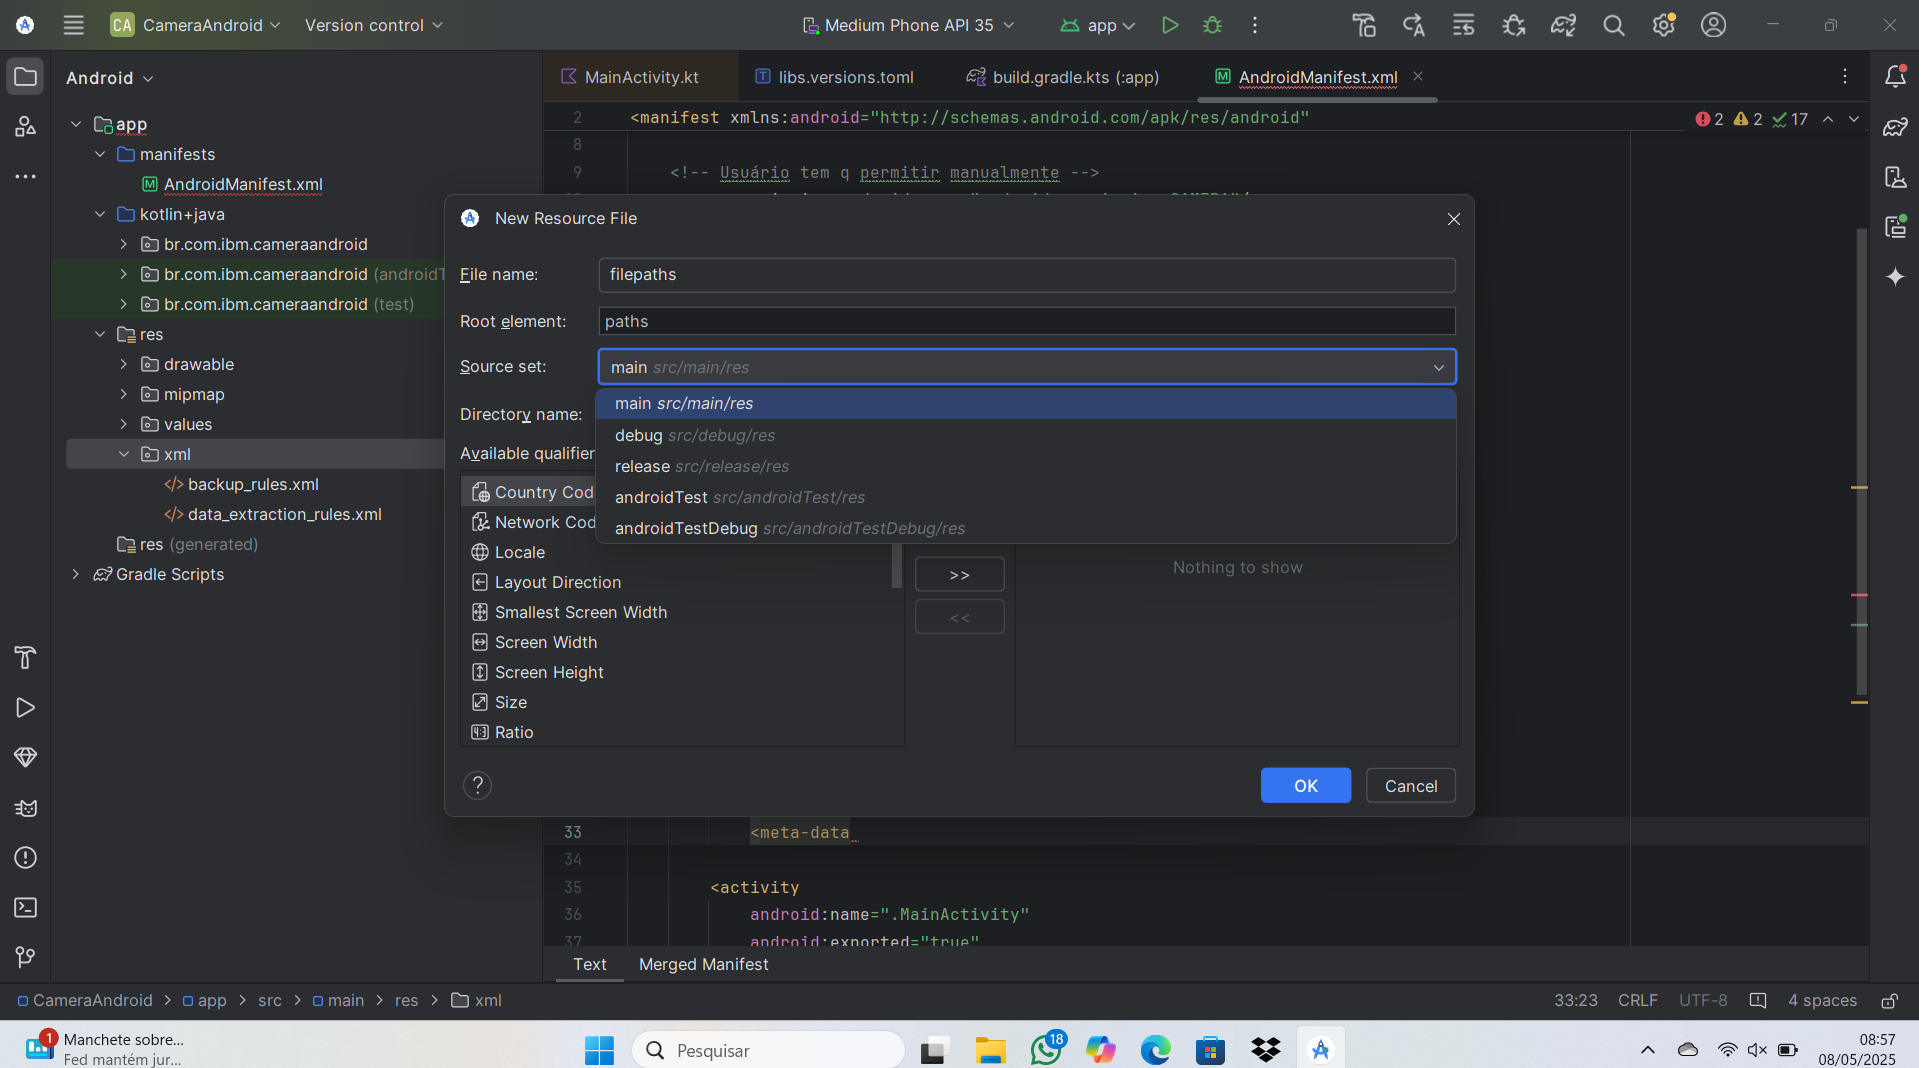 CA CameraAndroid Version control Medium Phone API 35 app
Android
MainActivity.kt libs.versions.toml build.gradle.kts (:app) AndroidManifest.xml
app
manifests
AndroidManifest.xml
kotlin+java
br.com.ibm.cameraandroid
br.com.ibm.cameraandroid (androidT
br.com.ibm.cameraandroid (test)
res
drawable
mipmap
values
xml
backup_rules.xml
data_extraction_rules.xml
res (generated)
Gradle Scripts
2 <manifest xmlns:android="http://schemas.android.com/apk/res/android"
2 2 17
8
9 <!-- Usuário tem q permitir manualmente -->
New Resource File
File name: filepaths
Root element: paths
Source set: main src/main/res
Directory name:
main src/main/res
debug src/debug/res
release src/release/res
androidTest src/androidTest/res
androidTestDebug src/androidTestDebug/res
Available qualifier
Country Cod
Network Cod
Locale
Layout Direction
Smallest Screen Width
Screen Width
Screen Height
Size
Ratio
>>
<<
Nothing to show
?
OK Cancel
33 <meta-data
34
35 <activity
36 android:name=".MainActivity"
37 android:exported="true"
Text Merged Manifest
CameraAndroid > app > src > main > res > xml
33:23 CRLF UTF-8 4 spaces
1
Manchete sobre...
Fed mantém jur...
Pesquisar
18
08:57
08/05/2025